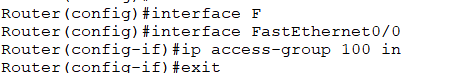 Router(config)#interface F
Router(config)#interface FastEthernet0/0
Router(config-if)#ip access-group 100 in
Router(config-if)#exit